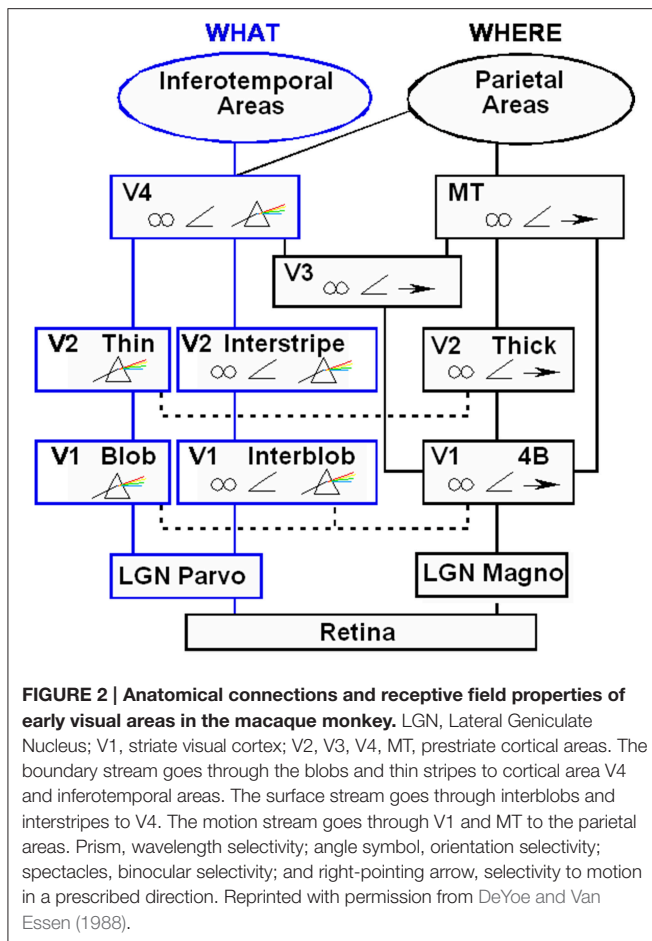 WHAT WHERE
Inferotemporal Areas
Parietal Areas
V4
MT
V3
V2 Thin
V2 Interstripe
V2 Thick
V1 Blob
V1 Interblob
V1 4B
LGN Parvo
LGN Magno
Retina
FIGURE 2 | Anatomical connections and receptive field properties of
early visual areas in the macaque monkey. LGN, Lateral Geniculate
Nucleus; V1, striate visual cortex; V2, V3, V4, MT, prestriate cortical areas. The
boundary stream goes through the blobs and thin stripes to cortical area V4
and inferotemporal areas. The surface stream goes through interblobs and
interstripes to V4. The motion stream goes through V1 and MT to the parietal
areas. Prism, wavelength selectivity; angle symbol, orientation selectivity;
spectacles, binocular selectivity; and right-pointing arrow, selectivity to motion
in a prescribed direction. Reprinted with permission from DeYoe and Van
Essen (1988).